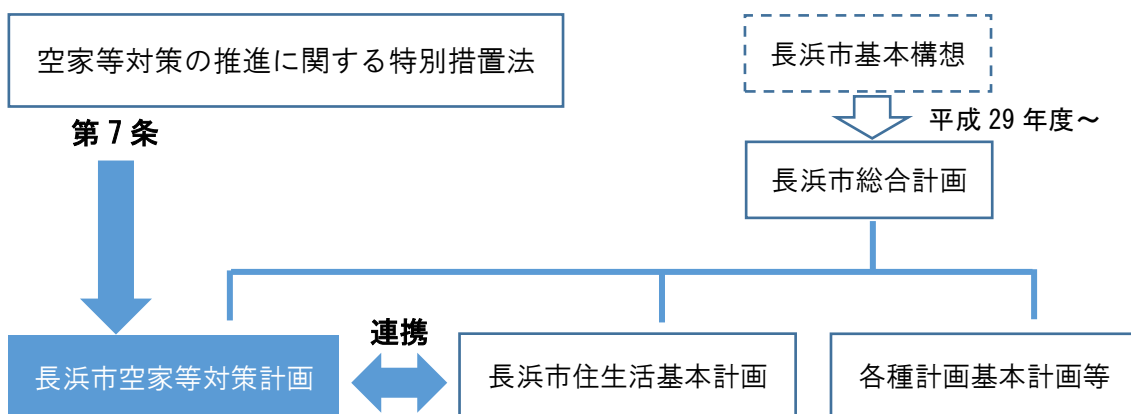 空家等対策の推進に関する特別措置法
長浜市基本構想
第7条
平成 29 年度～
長浜市総合計画
連携
長浜市空家等対策計画
長浜市住生活基本計画
各種計画基本計画等